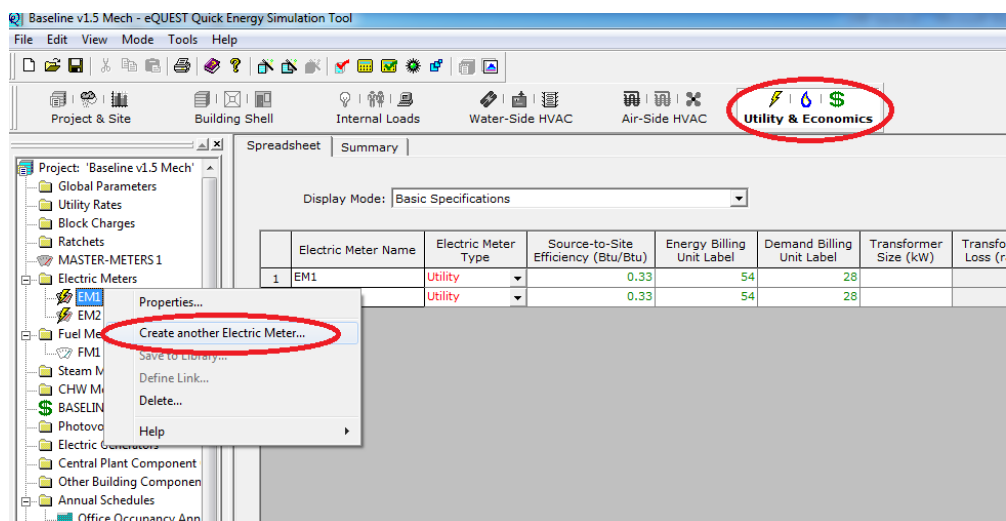 Baseline v1.5 Mech - eQUEST Quick Energy Simulation Tool
File Edit View Mode Tools Help
Project & Site Building Shell Internal Loads Water-Side HVAC Air-Side HVAC Utility & Economics
Spreadsheet Summary
Project: 'Baseline v1.5 Mech'
Global Parameters
Utility Rates
Block Charges
Ratchets
MASTER-METERS 1
Electric Meters
EM1
EM2
Fuel Me
FM1
Steam M
CHW Me
BASELIN
Photovo
Electric Generators
Central Plant Component
Other Building Componen
Annual Schedules
Office Occupancy Ann
Properties...
Create another Electric Meter...
Save to Library...
Define Link...
Delete...
Help
Display Mode: Basic Specifications
Electric Meter Name Electric Meter Type Source-to-Site Efficiency (Btu/Btu) Energy Billing Unit Label Demand Billing Unit Label Transformer Size (kW) Transfo Loss (r
1 EM1 Utility 0.33 54 28
Utility 0.33 54 28